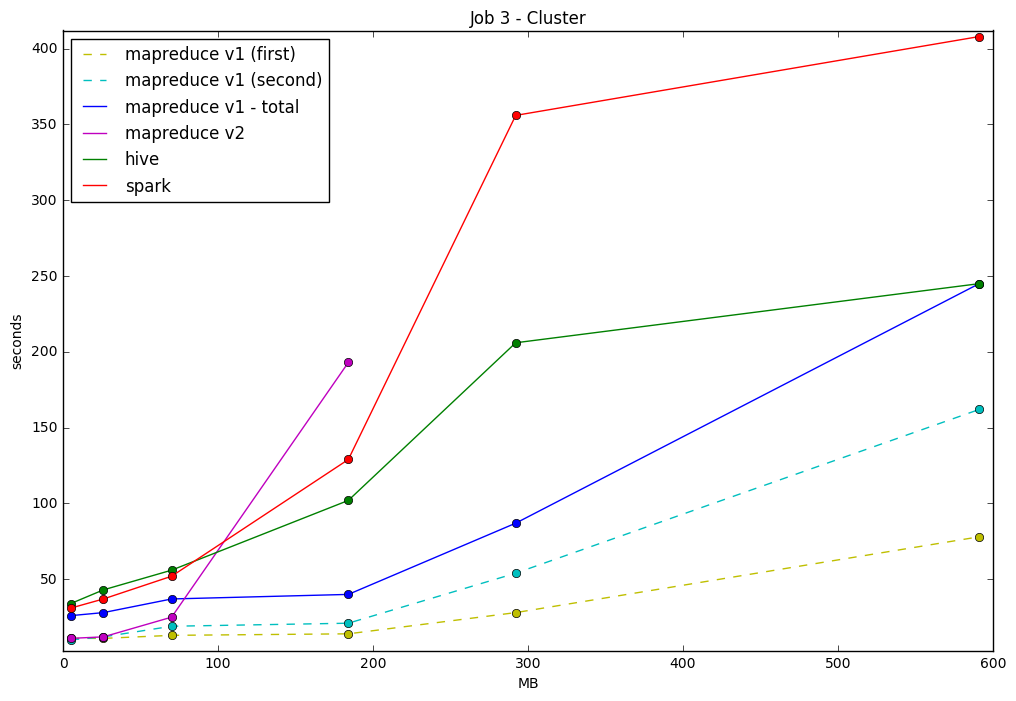 Job 3 - Cluster
mapreduce v1 (first)
mapreduce v1 (second)
mapreduce v1 - total
mapreduce v2
hive
spark
400
350
300
250
200
150
100
50
seconds
0 100 200 300 400 500 600
MB